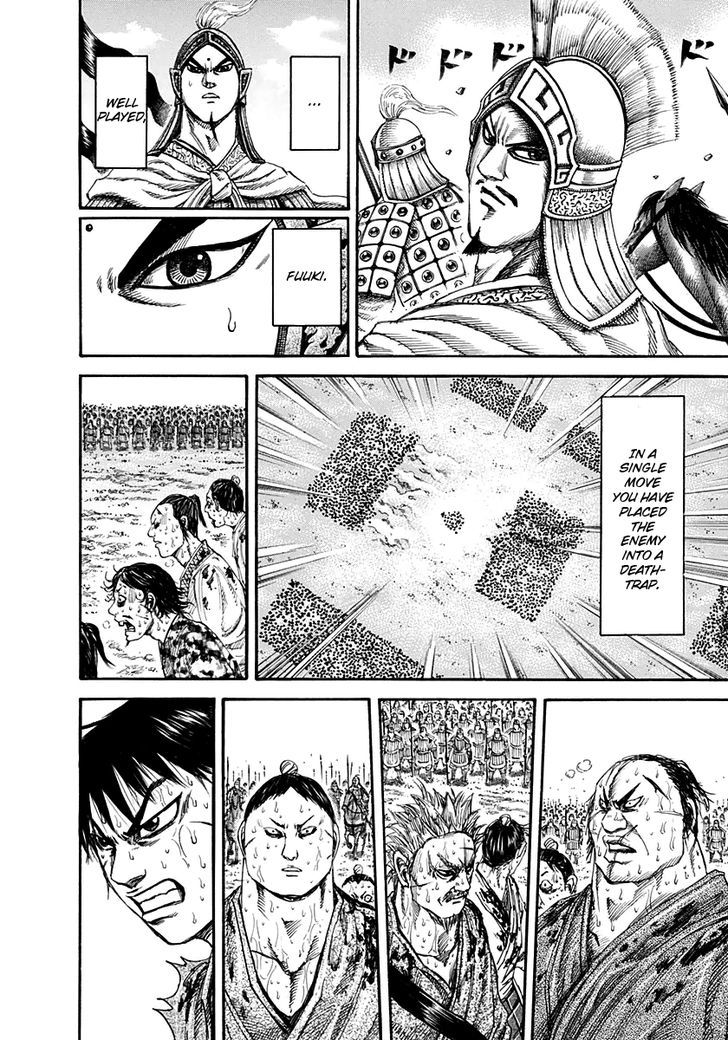 ドドドド
...
WELL
PLAYED,
FUUKI.
IN A
SINGLE
MOVE
YOU HAVE
PLACED
THE
ENEMY
INTO A
DEATH-
TRAP.